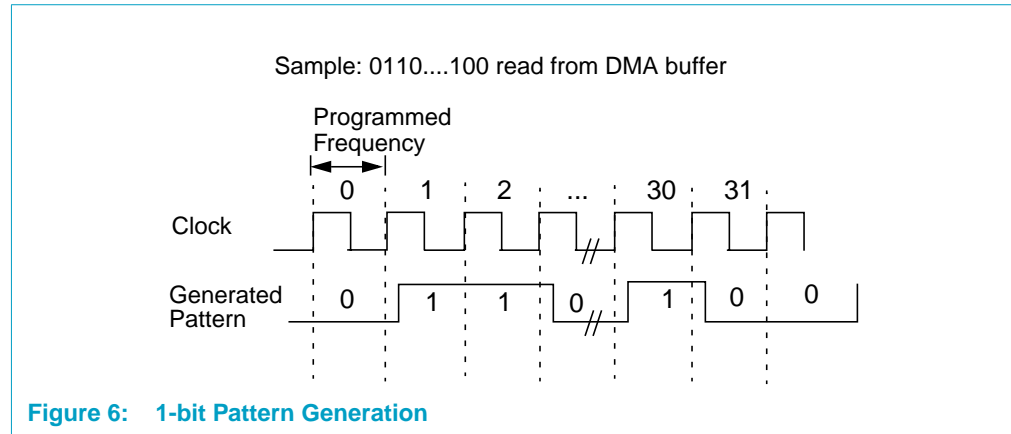 Sample: 0110....100 read from DMA buffer
Programmed
Frequency
0 1 2 ... 30 31
Clock
Generated
Pattern
0 1 1 0 1 0 0
Figure 6: 1-bit Pattern Generation